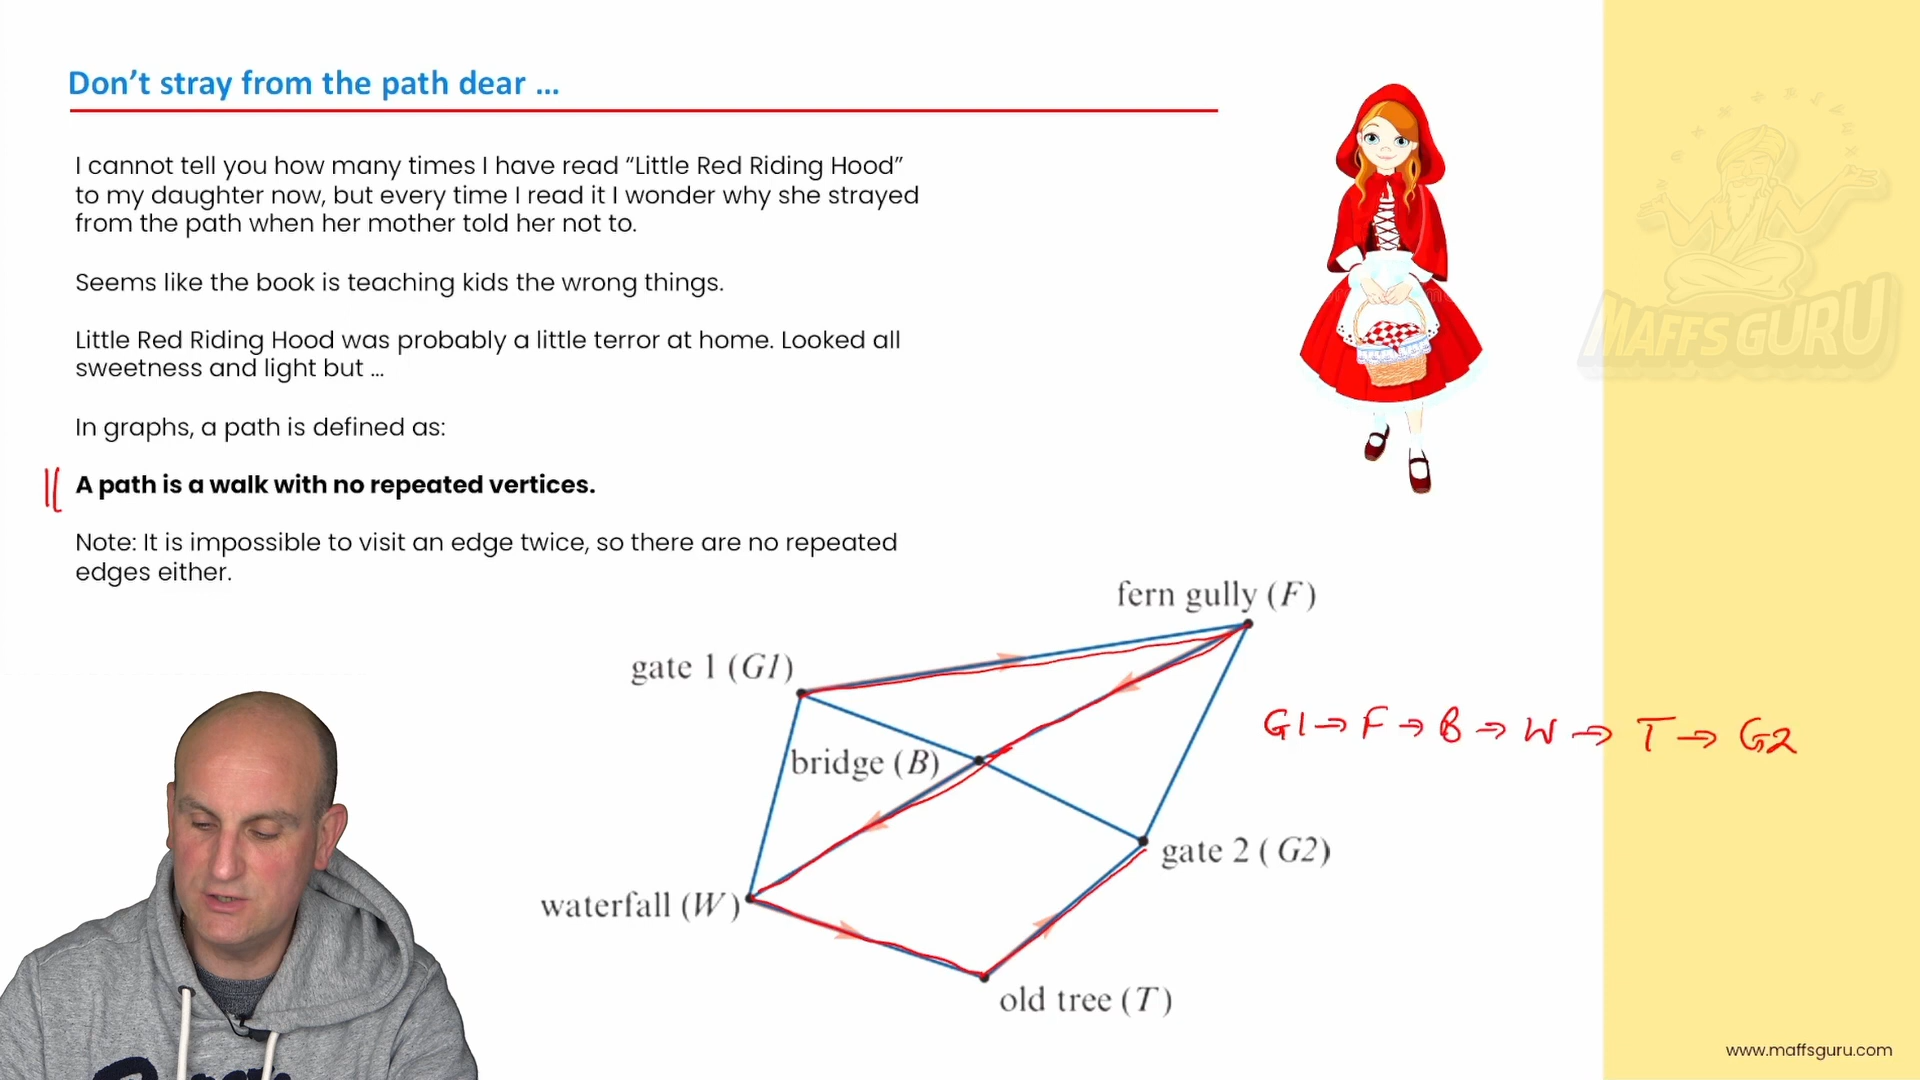 Don’t stray from the path dear ...
I cannot tell you how many times I have read “Little Red Riding Hood”
to my daughter now, but every time I read it I wonder why she strayed
from the path when her mother told her not to.
Seems like the book is teaching kids the wrong things.
Little Red Riding Hood was probably a little terror at home. Looked all
sweetness and light but ...
In graphs, a path is defined as:
A path is a walk with no repeated vertices.
Note: It is impossible to visit an edge twice, so there are no repeated
edges either.
MAFFS GURU
fern gully (F)
gate 1 (G1)
G1 → F → B → W → T → G2
bridge (B)
gate 2 (G2)
waterfall (W)
old tree (T)
www.maffsguru.com